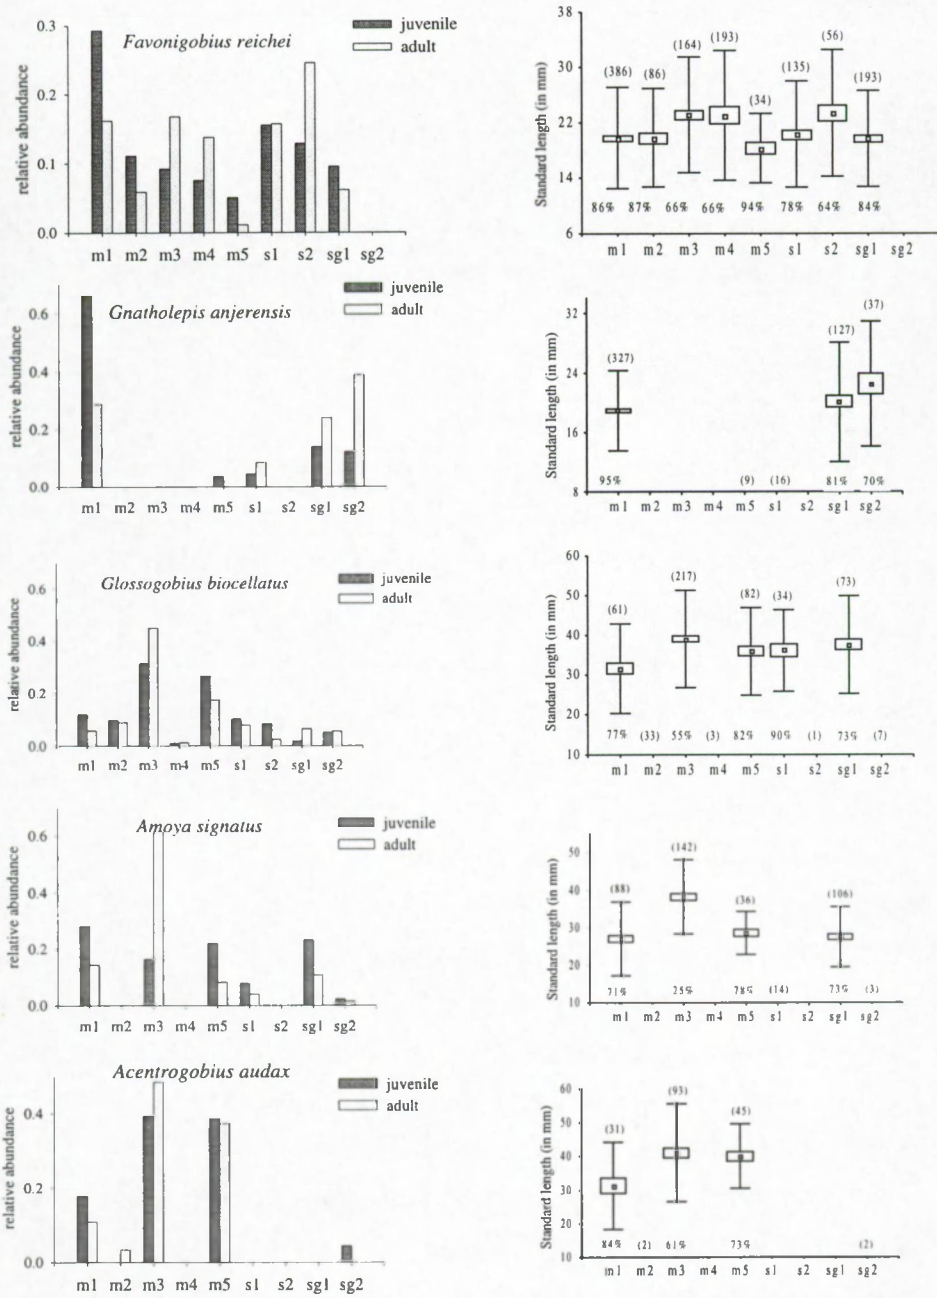 Favonigobius reichei
juvenile
adult
relative abundance
0.3
0.2
0.1
0.0
m1 m2 m3 m4 m5 s1 s2 sg1 sg2
Standard length (in mm)
38
33
22
14
6
(386) (86) (164) (193) (34) (135) (56) (193)
86% 87% 66% 66% 94% 78% 64% 84%
m1 m2 m3 m4 m5 s1 s2 sg1 sg2
Gnatholepis anjerensis
juvenile
adult
relative abundance
0.6
0.4
0.2
0.0
m1 m2 m3 m4 m5 s1 s2 sg1 sg2
Standard length (in mm)
32
24
16
8
(327) (127) (37)
95% (9) (16) 81% 70%
m1 m2 m3 m4 m5 s1 s2 sg1 sg2
Glossogobius biocellatus
juvenile
adult
relative abundance
0.6
0.4
0.2
0.0
m1 m2 m3 m4 m5 s1 s2 sg1 sg2
Standard length (in mm)
60
50
40
30
20
10
(61) (217) (82) (34) (73)
77% (33) 55% (3) 82% 90% (1) 73% (7)
m1 m2 m3 m4 m5 s1 s2 sg1 sg2
Amoya signatus
juvenile
adult
relative abundance
0.6
0.4
0.2
0.0
m1 m2 m3 m4 m5 s1 s2 sg1 sg2
Standard length (in mm)
50
40
30
20
10
(88) (142) (36) (106)
71% 25% 78% (14) 73% (3)
m1 m2 m3 m4 m5 s1 s2 sg1 sg2
Acentrogobius audax
juvenile
adult
relative abundance
0.4
0.2
0.0
m1 m2 m3 m4 m5 s1 s2 sg1 sg2
Standard length (in mm)
60
50
40
30
20
10
(31) (93) (45)
84% (2) 61% 73% (2)
m1 m2 m3 m4 m5 s1 s2 sg1 sg2